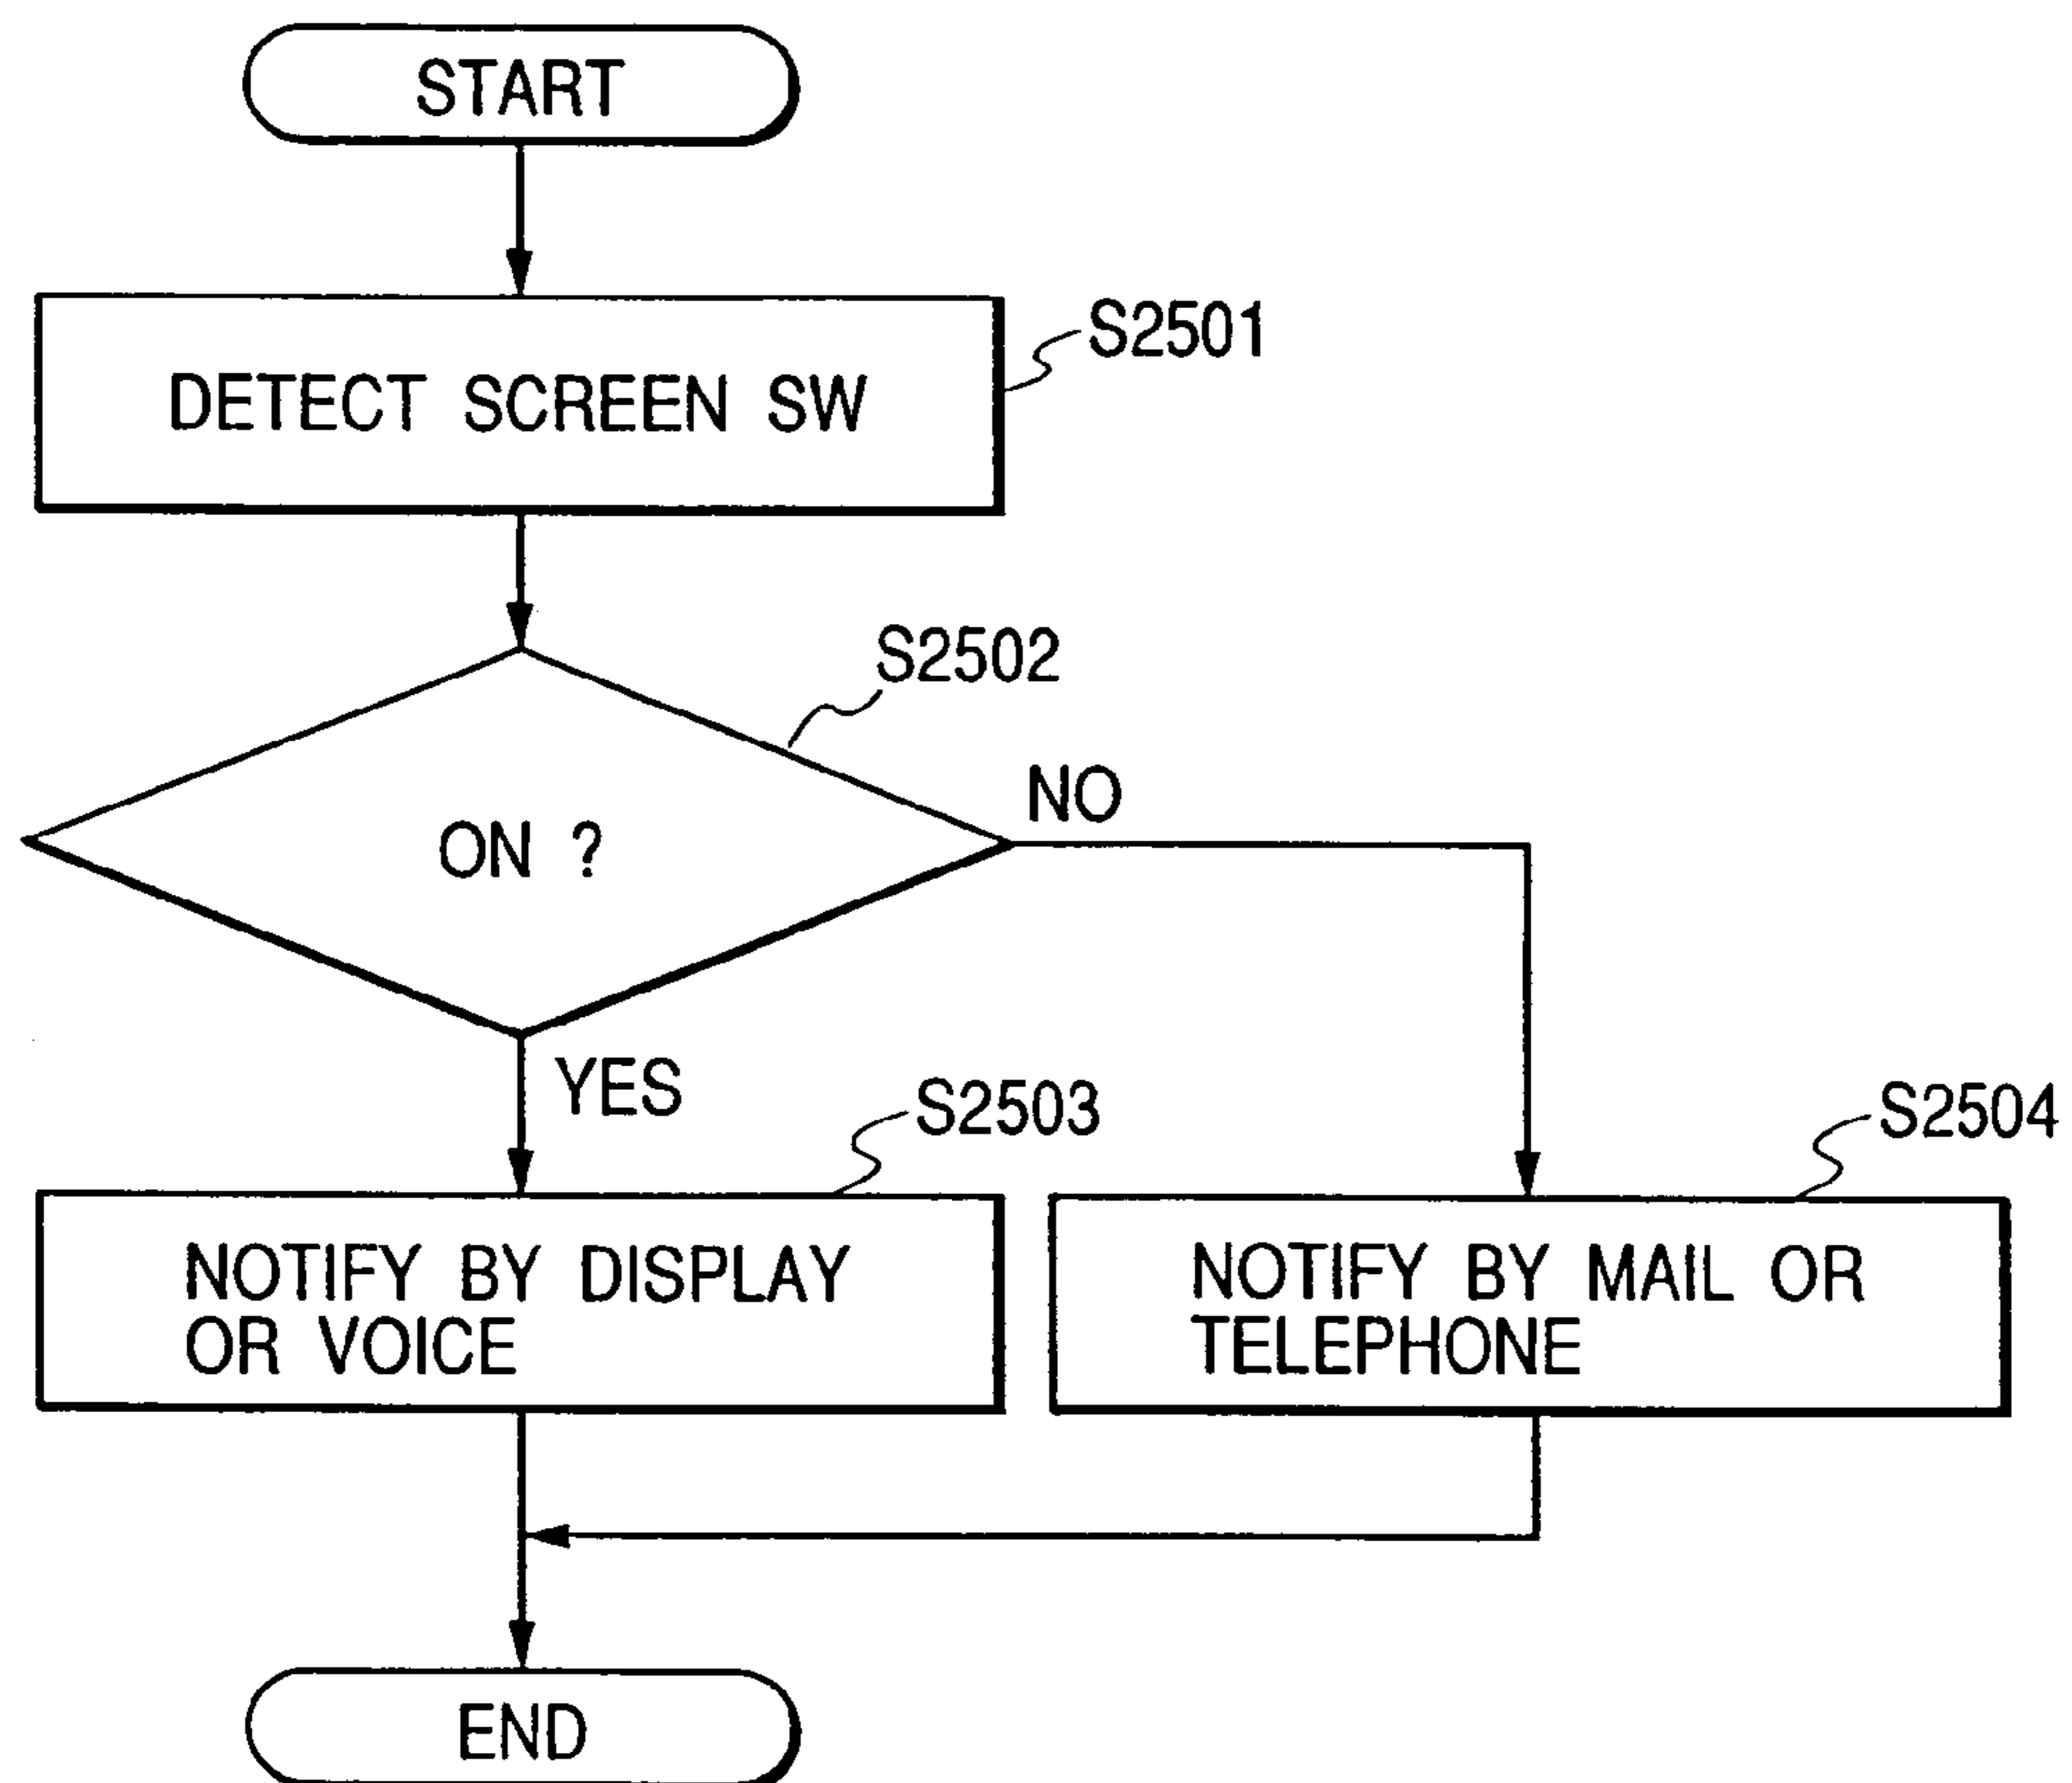 START
DETECT SCREEN SW
S2501
S2502
ON ?
NO
YES
S2503
S2504
NOTIFY BY DISPLAY
OR VOICE
NOTIFY BY MAIL OR
TELEPHONE
END